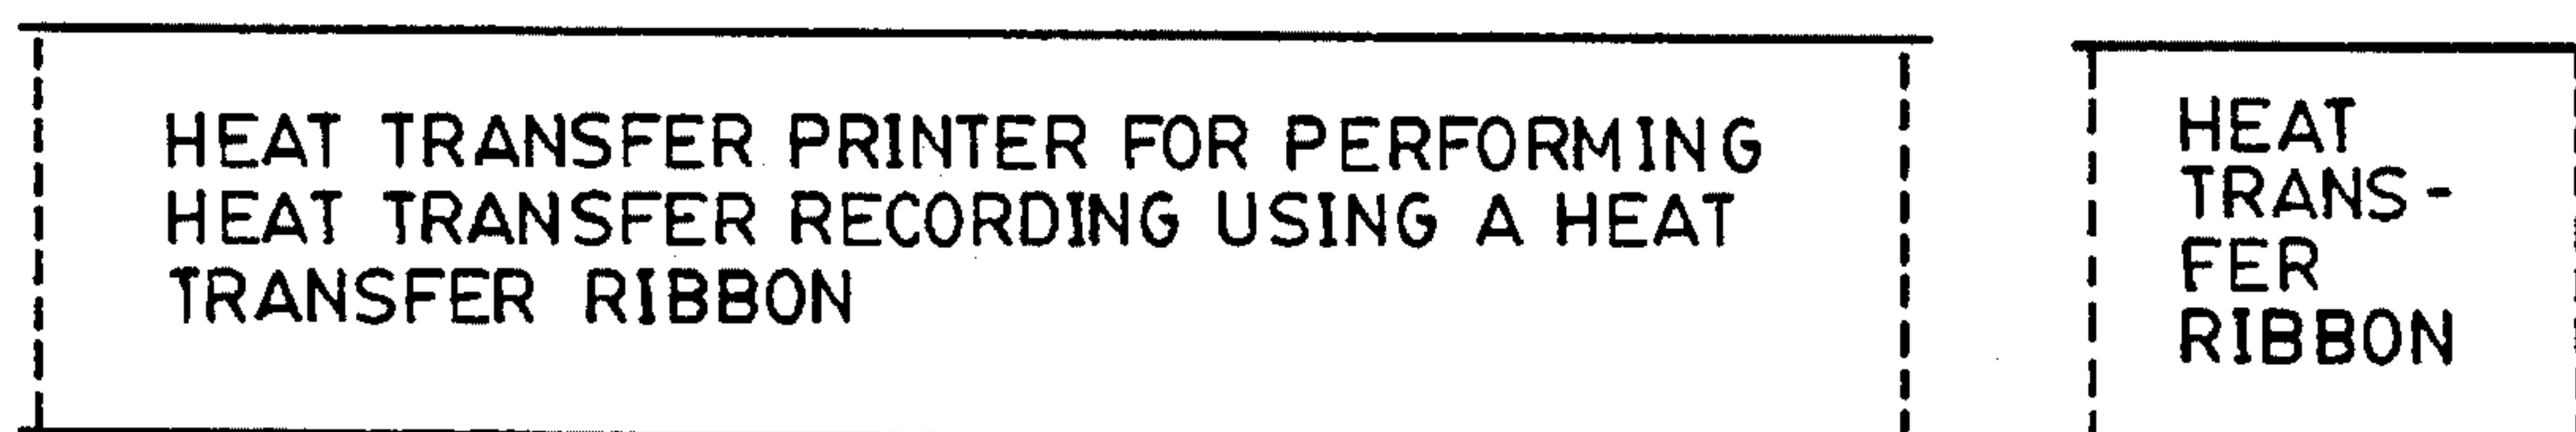 HEAT TRANSFER PRINTER FOR PERFORMING
HEAT TRANSFER RECORDING USING A HEAT
TRANSFER RIBBON
HEAT
TRANS-
FER
RIBBON